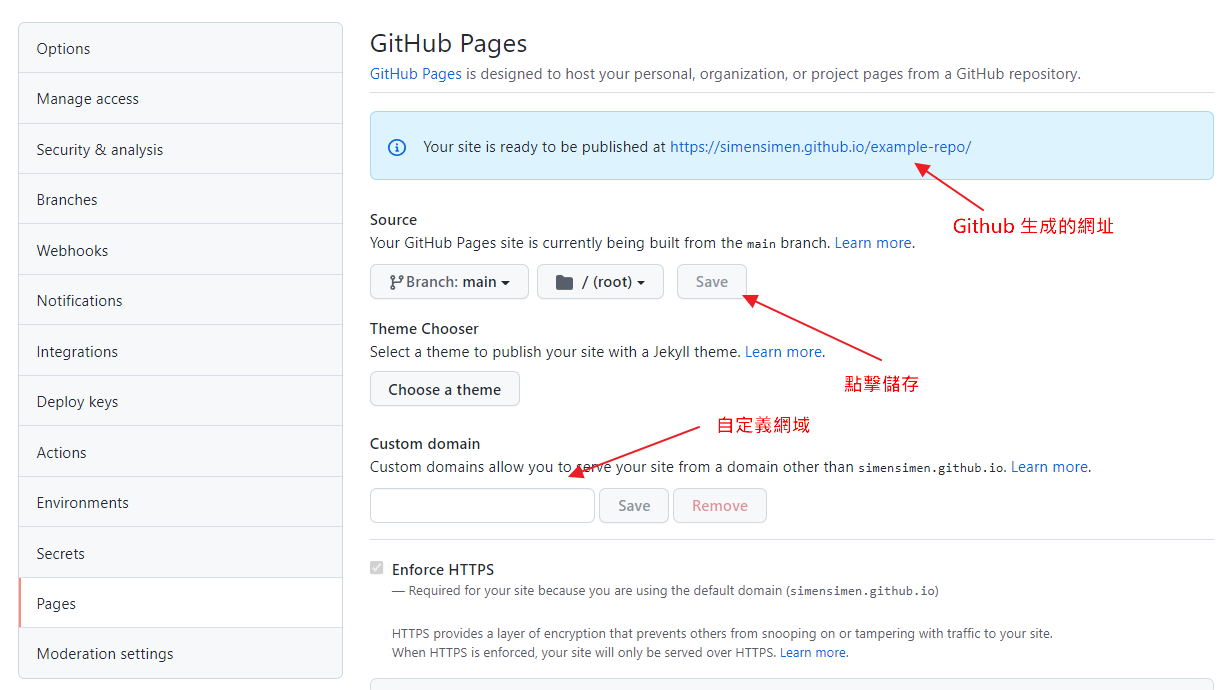 Options
Manage access
Security & analysis
Branches
Webhooks
Notifications
Integrations
Deploy keys
Actions
Environments
Secrets
Pages
Moderation settings
GitHub Pages
GitHub Pages is designed to host your personal, organization, or project pages from a GitHub repository.
Your site is ready to be published at https://simensimen.github.io/example-repo/
Github 生成的網址
Source
Your GitHub Pages site is currently being built from the main branch. Learn more.
Branch: main
/ (root)
Save
點擊儲存
Theme Chooser
Select a theme to publish your site with a Jekyll theme. Learn more.
Choose a theme
自定義網域
Custom domain
Custom domains allow you to serve your site from a domain other than simensimen.github.io. Learn more.
Save
Remove
Enforce HTTPS
— Required for your site because you are using the default domain (simensimen.github.io)
HTTPS provides a layer of encryption that prevents others from snooping on or tampering with traffic to your site.
When HTTPS is enforced, your site will only be served over HTTPS. Learn more.